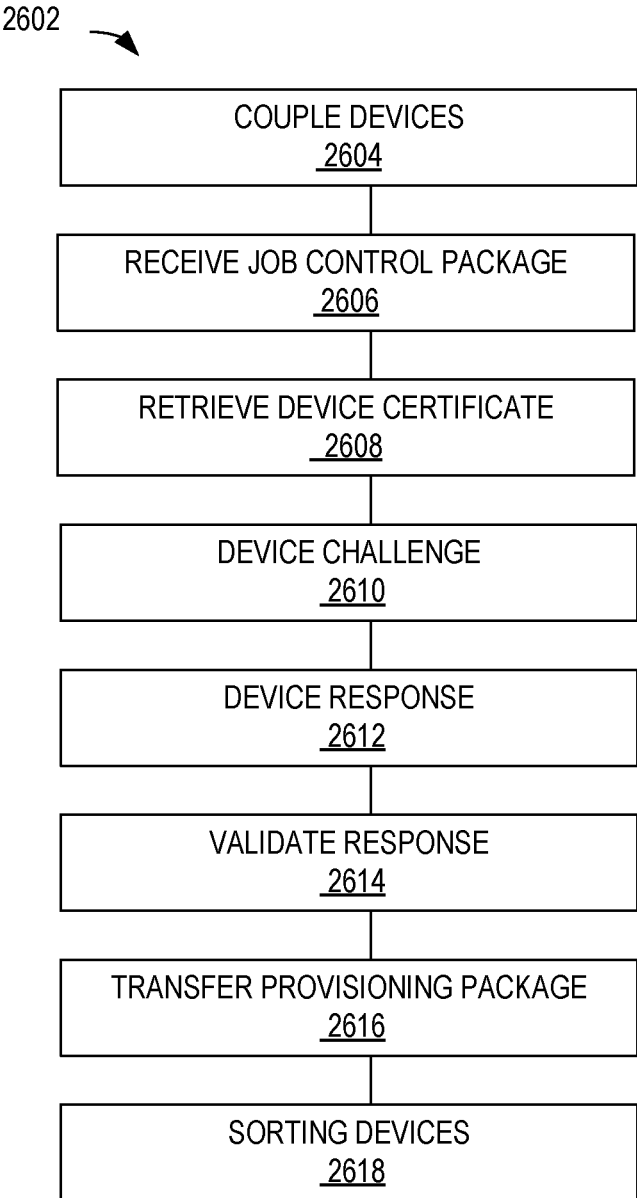 2602
COUPLE DEVICES
2604
RECEIVE JOB CONTROL PACKAGE
2606
RETRIEVE DEVICE CERTIFICATE
2608
DEVICE CHALLENGE
2610
DEVICE RESPONSE
2612
VALIDATE RESPONSE
2614
TRANSFER PROVISIONING PACKAGE
2616
SORTING DEVICES
2618